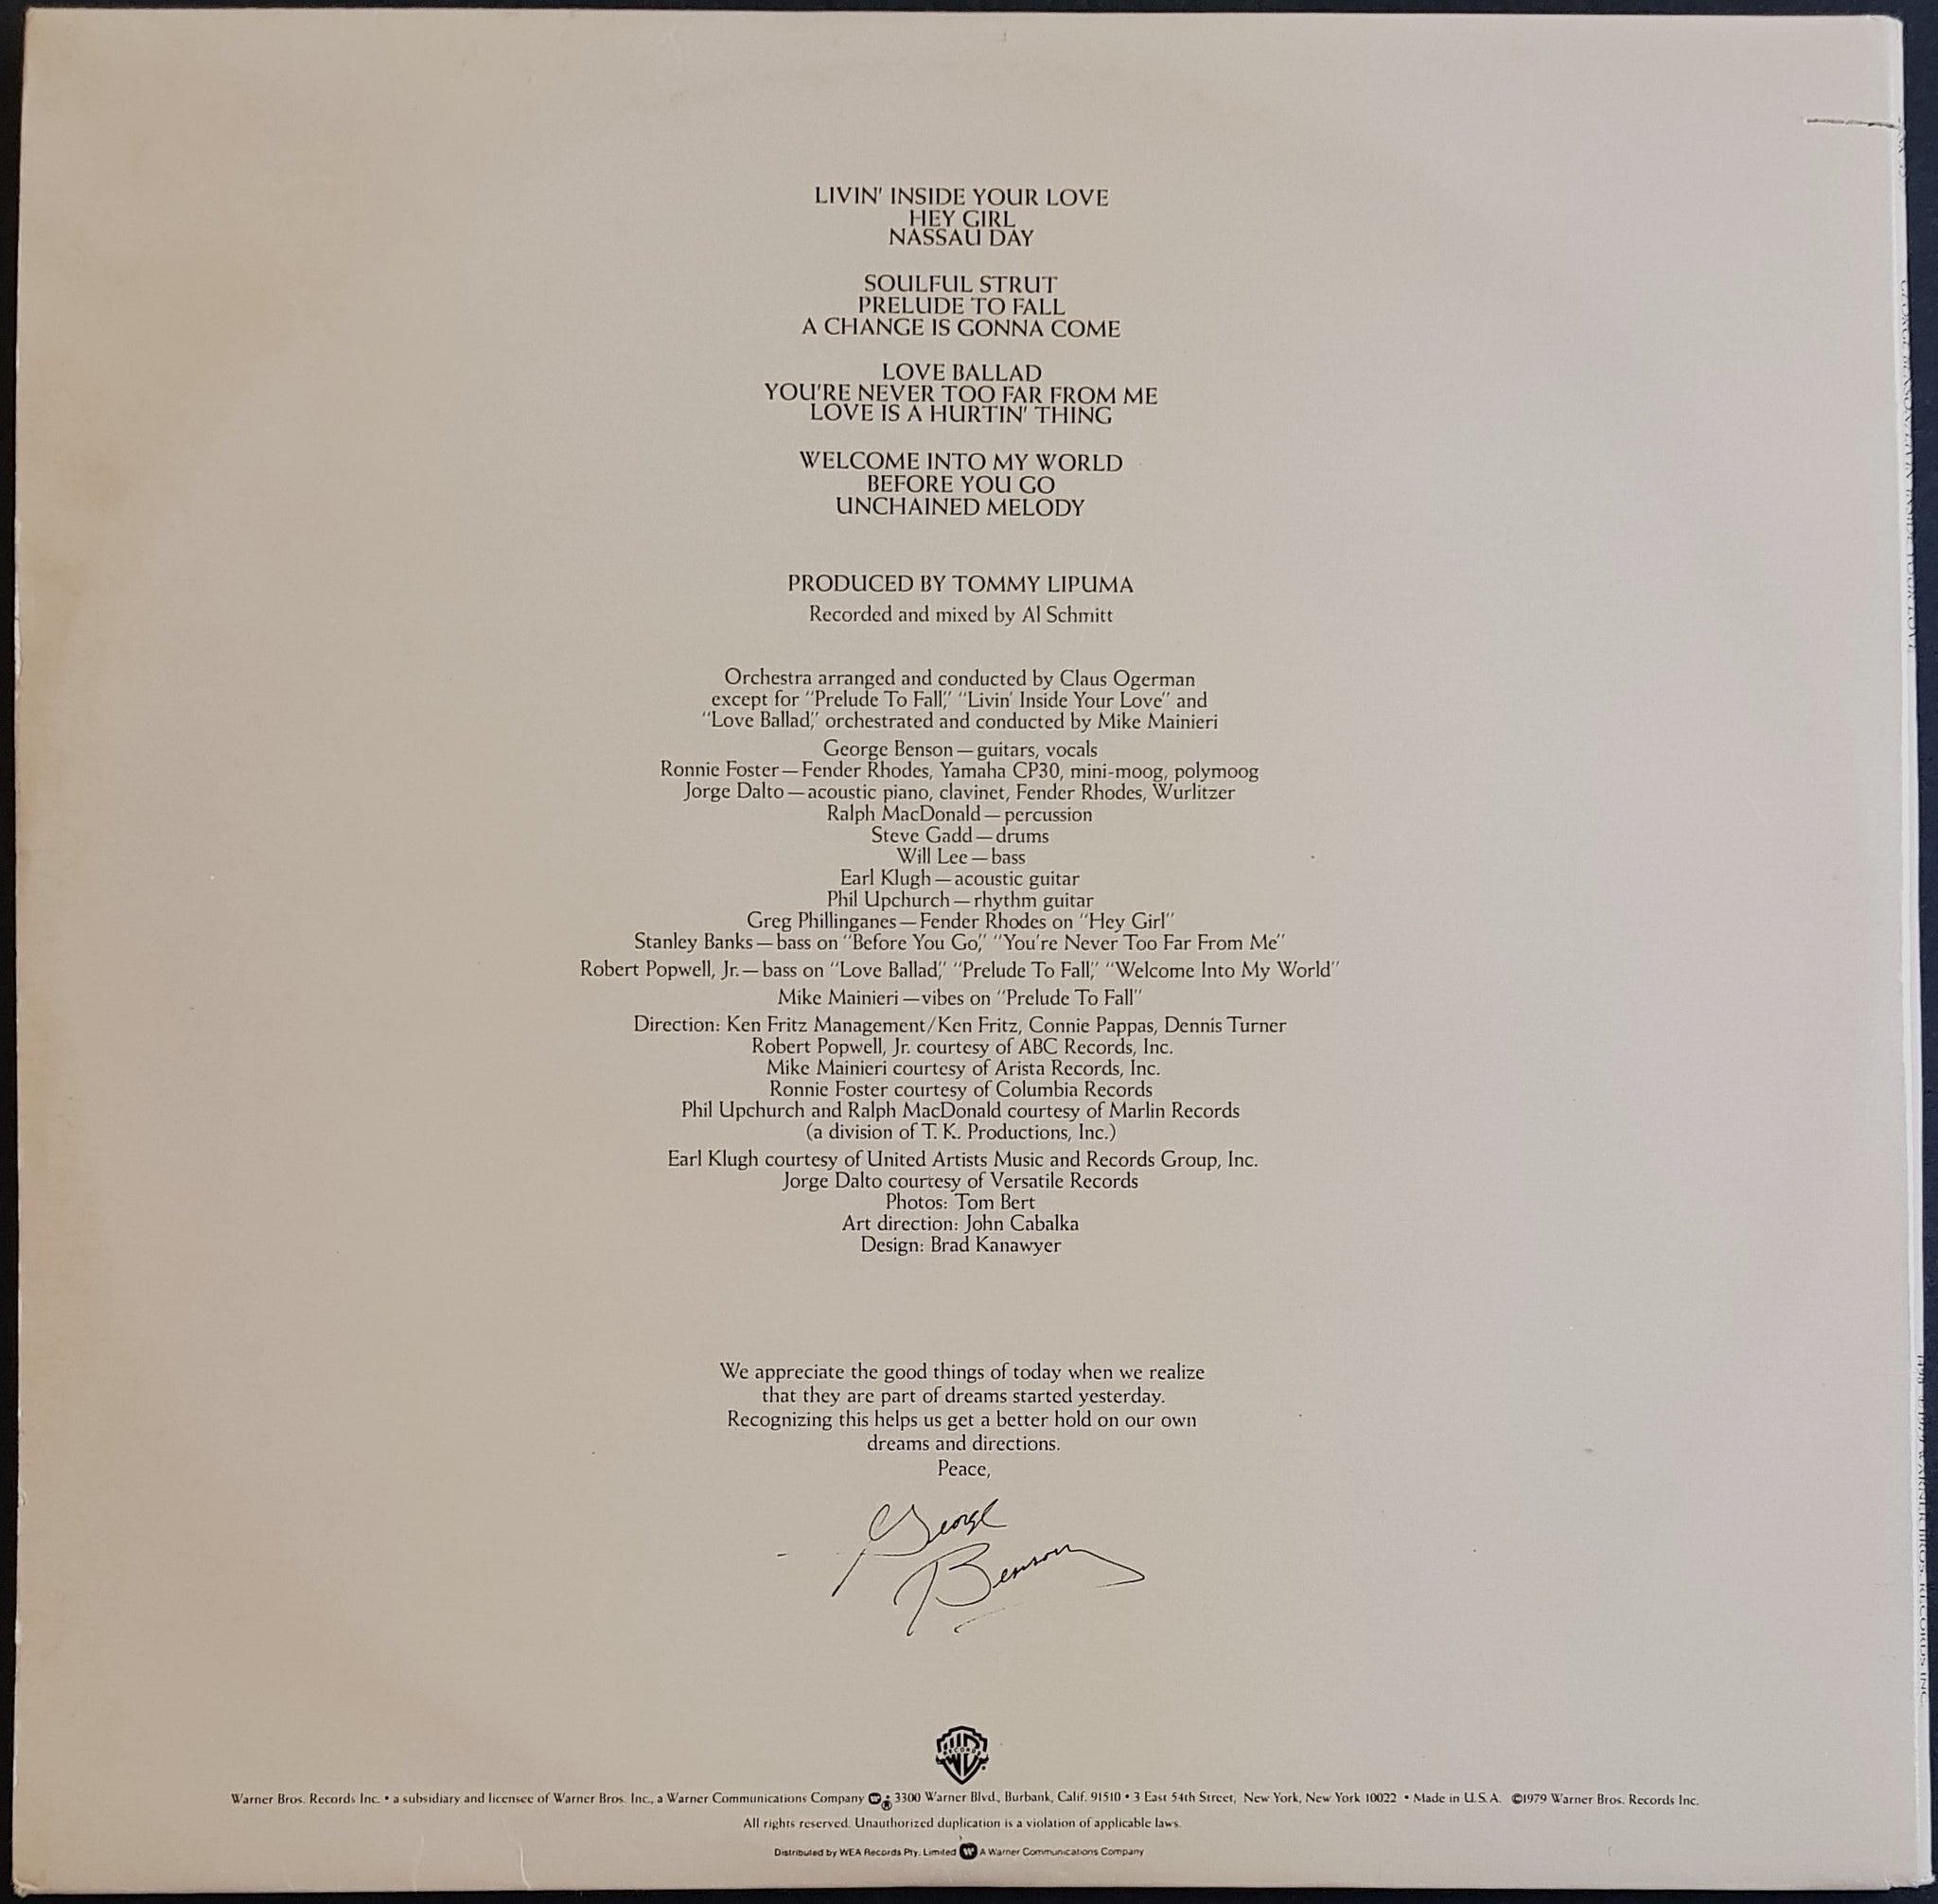 LIVIN' INSIDE YOUR LOVE
HEY GIRL
NASSAU DAY
SOULFUL STRUT
PRELUDE TO FALL
A CHANGE IS GONNA COME
LOVE BALLAD
YOU'RE NEVER TOO FAR FROM ME
LOVE IS A HURTIN' THING
WELCOME INTO MY WORLD
BEFORE YOU GO
UNCHAINED MELODY
PRODUCED BY TOMMY LIPUMA
Recorded and mixed by Al Schmitt
Orchestra arranged and conducted by Claus Ogerman
except for "Prelude To Fall," "Livin' Inside Your Love" and
"Love Ballad," orchestrated and conducted by Mike Mainieri
George Benson—guitars, vocals
Ronnie Foster—Fender Rhodes, Yamaha CP30, mini-moog, polymoog
Jorge Dalto—acoustic piano, clavinet, Fender Rhodes, Wurlitzer
Ralph MacDonald—percussion
Steve Gadd—drums
Will Lee—bass
Earl Klugh—acoustic guitar
Phil Upchurch—rhythm guitar
Greg Phillinganes—Fender Rhodes on "Hey Girl"
Stanley Banks—bass on "Before You Go," "You're Never Too Far From Me"
Robert Popwell, Jr.—bass on "Love Ballad," "Prelude To Fall," "Welcome Into My World"
Mike Mainieri—vibes on "Prelude To Fall"
Direction: Ken Fritz Management/Ken Fritz, Connie Pappas, Dennis Turner
Robert Popwell, Jr. courtesy of ABC Records, Inc.
Mike Mainieri courtesy of Arista Records, Inc.
Ronnie Foster courtesy of Columbia Records
Phil Upchurch and Ralph MacDonald courtesy of Marlin Records
(a division of T. K. Productions, Inc.)
Earl Klugh courtesy of United Artists Music and Records Group, Inc.
Jorge Dalto courtesy of Versatile Records
Photos: Tom Bert
Art direction: John Cabalka
Design: Brad Kanawyer
We appreciate the good things of today when we realize
that they are part of dreams started yesterday.
Recognizing this helps us get a better hold on our own
dreams and directions.
Peace,
George
Benson
RECORDS
Warner Bros. Records Inc. • a subsidiary and licensee of Warner Bros. Inc., a Warner Communications Company ® : 3300 Warner Blvd., Burbank, Calif. 91510 • 3 East 54th Street, New York, New York 10022 • Made in U.S.A. ©1979 Warner Bros. Records Inc.
All rights reserved. Unauthorized duplication is a violation of applicable laws.
Distributed by WEA Records Pty. Limited A Warner Communications Company
GEORGE BENSON/LIVIN' INSIDE YOUR LOVE
WARNER BROS. RECORDS INC.